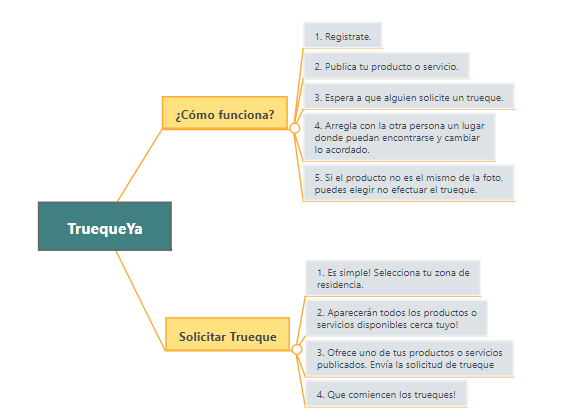 ¿Cómo funciona?
1. Registrate.
2. Publica tu producto o servicio.
3. Espera a que alguien solicite un trueque.
4. Arregla con la otra persona un lugar
donde puedan encontrarse y cambiar
lo acordado.
5. Si el producto no es el mismo de la foto,
puedes elegir no efectuar el trueque.
TruequeYa
Solicitar Trueque
1. Es simple! Selecciona tu zona de
residencia.
2. Aparecerán todos los productos o
servicios disponibles cerca tuyo!
3. Ofrece uno de tus productos o servicios
publicados. Envía la solicitud de trueque
4. Que comiencen los trueques!